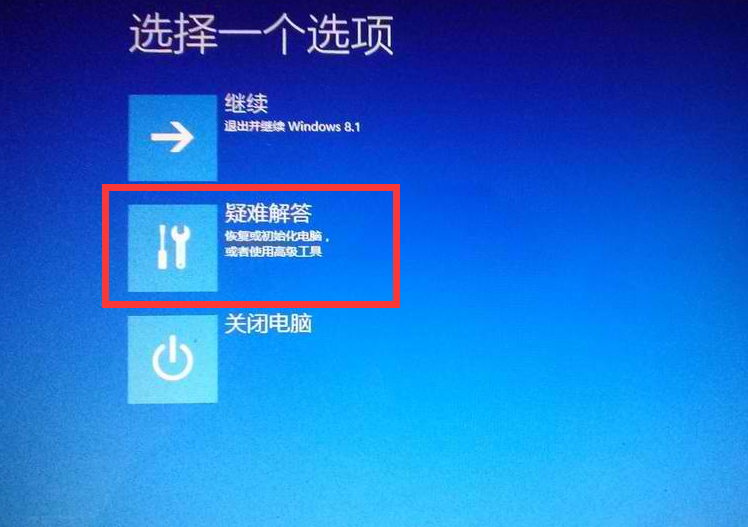 选择一个选项
继续
退出并继续 Windows 8.1
疑难解答
恢复或初始化电脑，
或者使用高级工具
关闭电脑